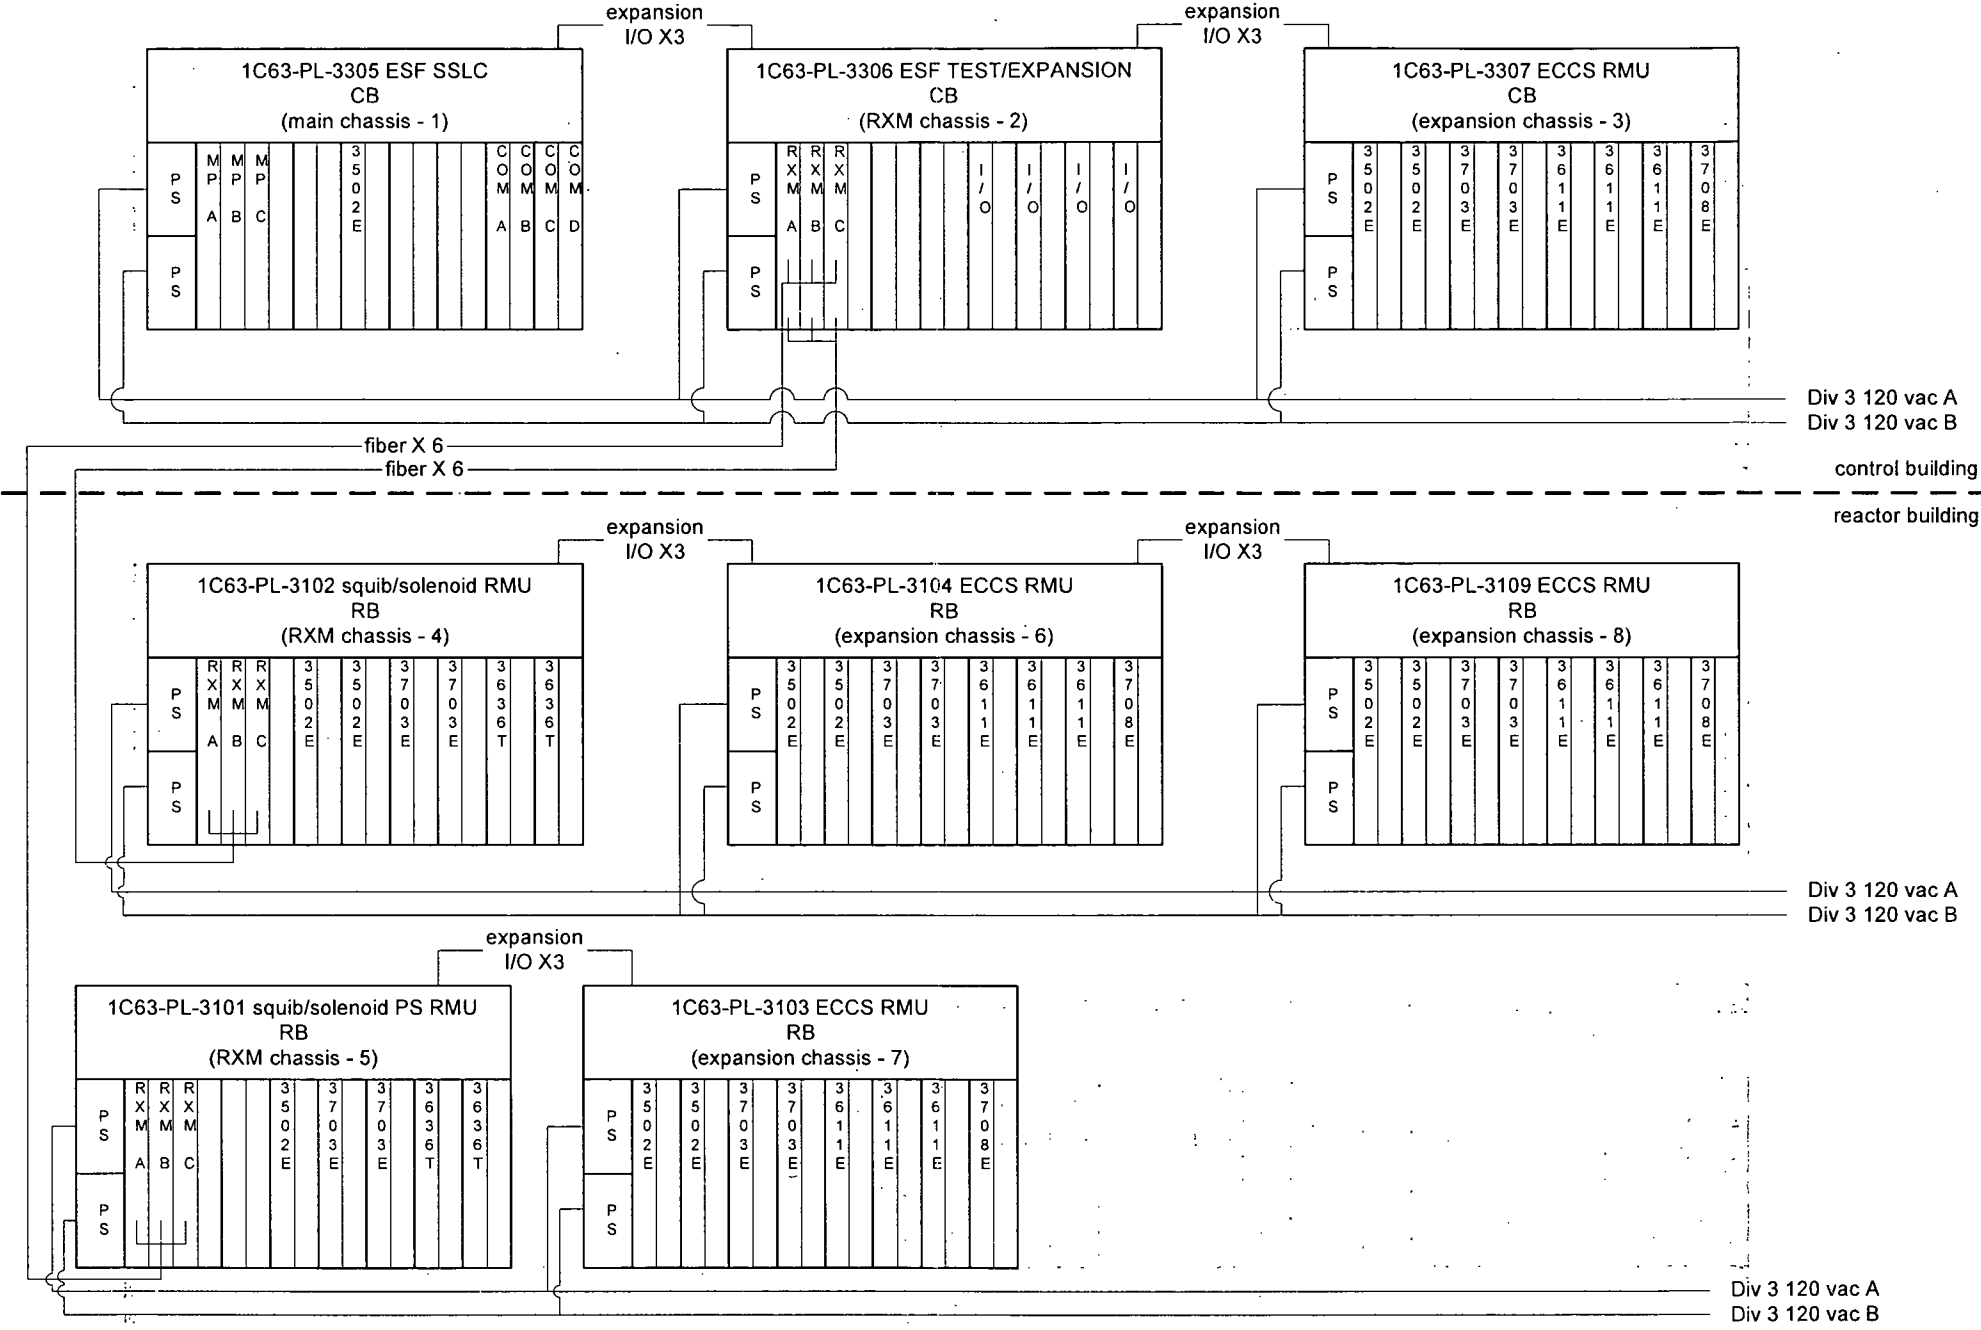 expansion
I/O X3
expansion
I/O X3
1C63-PL-3305 ESF SSLC
CB
(main chassis - 1)
PS
PS
MP A
MP B
MP C
3502E
COM A
COM B
COM C
COM D
1C63-PL-3306 ESF TEST/EXPANSION
CB
(RXM chassis - 2)
PS
PS
RXM A
RXM B
RXM C
I/O
I/O
I/O
I/O
1C63-PL-3307 ECCS RMU
CB
(expansion chassis - 3)
PS
PS
3502E
3502E
3703E
3703E
3611E
3611E
3611E
3708E
Div 3 120 vac A
Div 3 120 vac B
fiber X 6
fiber X 6
control building
reactor building
expansion
I/O X3
expansion
I/O X3
1C63-PL-3102 squib/solenoid RMU
RB
(RXM chassis - 4)
PS
PS
RXM A
RXM B
RXM C
3502E
3502E
3703E
3703E
3636T
3636T
1C63-PL-3104 ECCS RMU
RB
(expansion chassis - 6)
PS
PS
3502E
3502E
3703E
3703E
3611E
3611E
3611E
3708E
1C63-PL-3109 ECCS RMU
RB
(expansion chassis - 8)
PS
PS
3502E
3502E
3703E
3703E
3611E
3611E
3611E
3708E
Div 3 120 vac A
Div 3 120 vac B
expansion
I/O X3
1C63-PL-3101 squib/solenoid PS RMU
RB
(RXM chassis - 5)
PS
PS
RXM A
RXM B
RXM C
3502E
3703E
3703E
3636T
3636T
1C63-PL-3103 ECCS RMU
RB
(expansion chassis - 7)
PS
PS
3502E
3502E
3703E
3703E
3611E
3611E
3611E
3708E
Div 3 120 vac A
Div 3 120 vac B